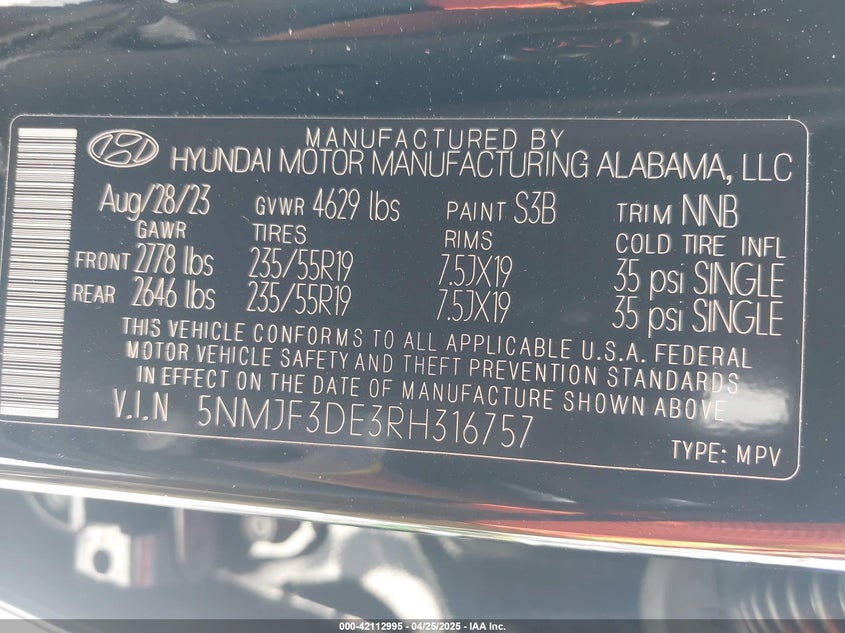 MANUFACTURED BY
HYUNDAI MOTOR MANUFACTURING ALABAMA, LLC
Aug/28/23 GVWR 4629 lbs PAINT S3B TRIM NNB
GAWR TIRES RIMS COLD TIRE INFL
FRONT 2778 lbs 235/55R19 7.5JX19 35 psi SINGLE
REAR 2646 lbs 235/55R19 7.5JX19 35 psi SINGLE
THIS VEHICLE CONFORMS TO ALL APPLICABLE U.S.A. FEDERAL
MOTOR VEHICLE SAFETY AND THEFT PREVENTION STANDARDS
IN EFFECT ON THE DATE OF MANUFACTURE SHOWN ABOVE
V.I.N 5NMJF3DE3RH316757
TYPE: MPV
000-42112995 - 04/25/2025 - IAA Inc.